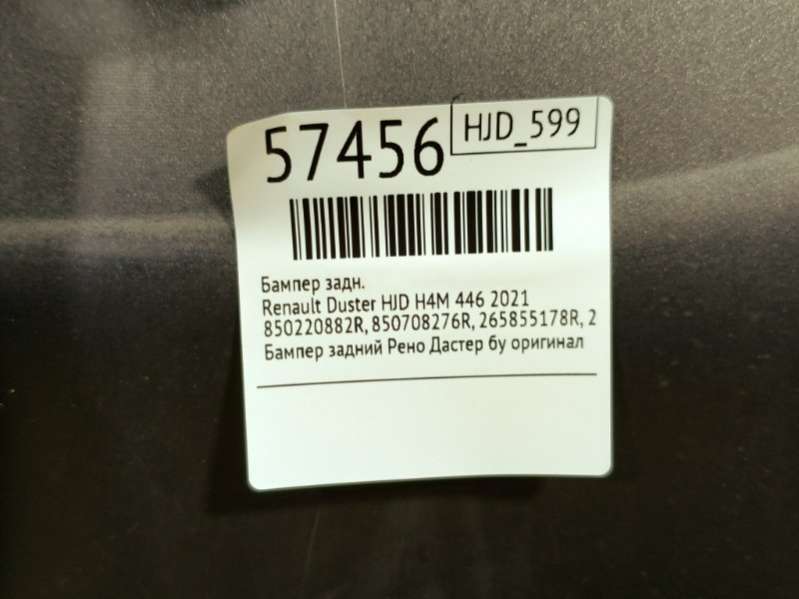 57456
HJD_599
Бампер задн.
Renault Duster HJD H4M 446 2021
850220882R, 850708276R, 265855178R, 2
Бампер задний Рено Дастер бу оригинал